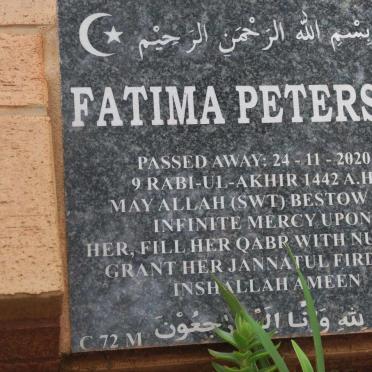 بِسْمِ اللهِ الرَّحْمٰنِ الرَّحِيْمِ
FATIMA PETERS
PASSED AWAY: 24 - 11 - 2020
9 RABI-UL-AKHIR 1442 A.H
MAY ALLAH (SWT) BESTOW
INFINITE MERCY UPON
HER, FILL HER QABR WITH NU
GRANT HER JANNATUL FIRD
INSHALLAH AMEEN
لِلّٰهِ وَاِنَّا رَاجِعُوْنَ
C 72 M